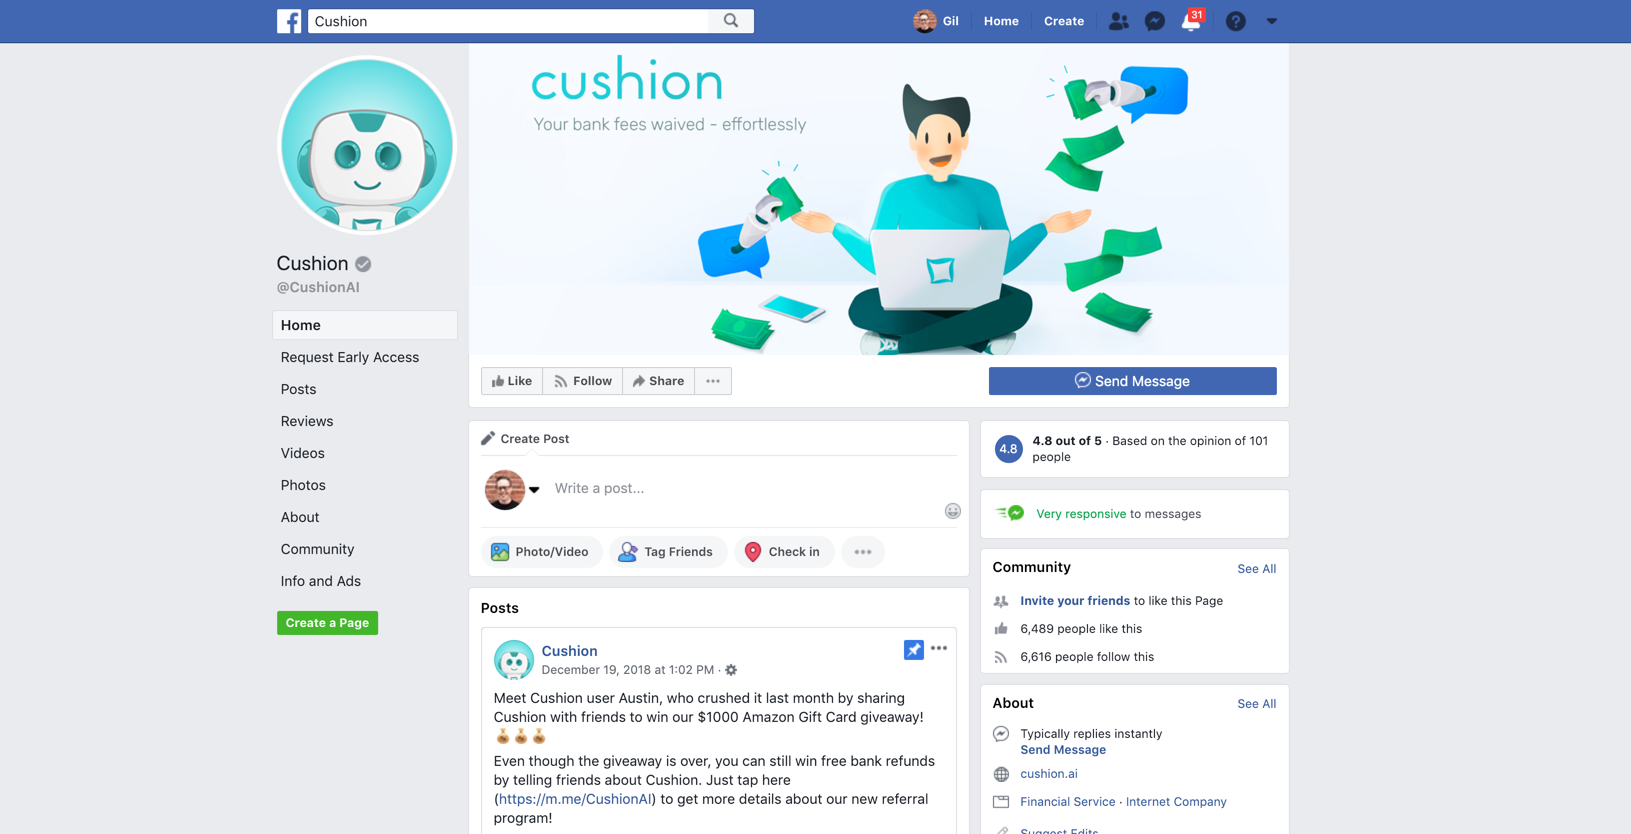 Cushion
Gil
Home
Create
31
cushion
Your bank fees waived - effortlessly
Cushion
@CushionAI
Home
Request Early Access
Posts
Reviews
Videos
Photos
About
Community
Info and Ads
Create a Page
Like
Follow
Share
Send Message
Create Post
Write a post...
Photo/Video
Tag Friends
Check in
Posts
Cushion
December 19, 2018 at 1:02 PM ·
Meet Cushion user Austin, who crushed it last month by sharing
Cushion with friends to win our $1000 Amazon Gift Card giveaway!
Even though the giveaway is over, you can still win free bank refunds
by telling friends about Cushion. Just tap here
(https://m.me/CushionAI) to get more details about our new referral
program!
4.8
4.8 out of 5 · Based on the opinion of 101
people
Very responsive to messages
Community
See All
Invite your friends to like this Page
6,489 people like this
6,616 people follow this
About
See All
Typically replies instantly
Send Message
cushion.ai
Financial Service · Internet Company
Suggest Edits